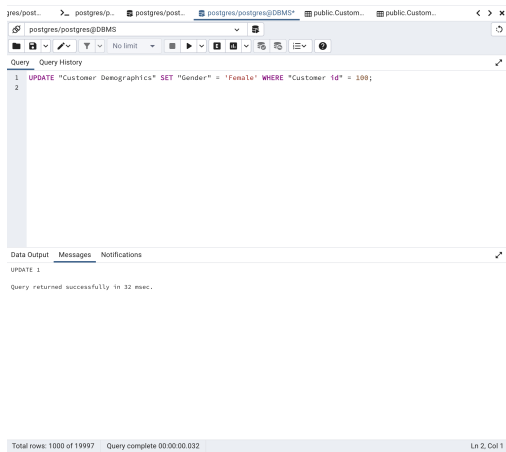 jres/post... postgres/p... postgres/post... postgres/postgres@DBMS* public.Custom... public.Custom...
postgres/postgres@DBMS
No limit
Query Query History
1 UPDATE "Customer Demographics" SET "Gender" = 'Female' WHERE "Customer id" = 100;
2
Data Output Messages Notifications
UPDATE 1
Query returned successfully in 32 msec.
Total rows: 1000 of 19997 Query complete 00:00:00.032 Ln 2, Col 1